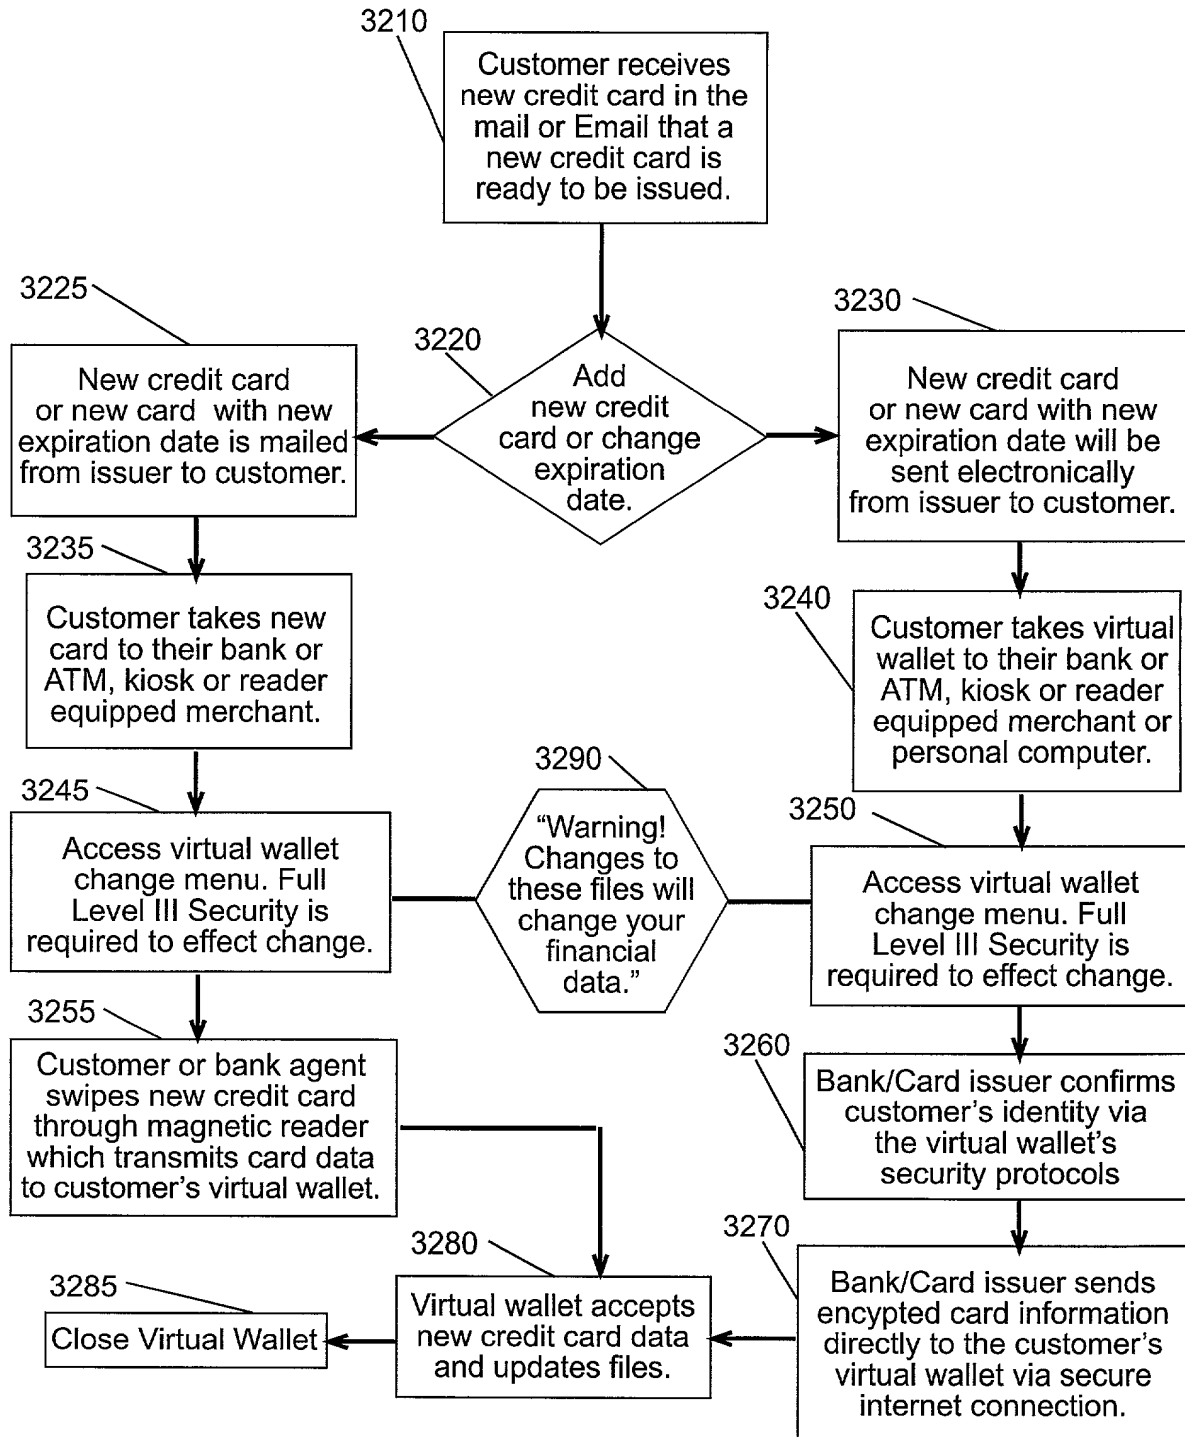 3210
Customer receives
new credit card in the
mail or Email that a
new credit card is
ready to be issued.
3220
Add
new credit
card or change
expiration
date.
3225
New credit card
or new card with new
expiration date is mailed
from issuer to customer.
3230
New credit card
or new card with new
expiration date will be
sent electronically
from issuer to customer.
3235
Customer takes new
card to their bank or
ATM, kiosk or reader
equipped merchant.
3240
Customer takes virtual
wallet to their bank or
ATM, kiosk or reader
equipped merchant or
personal computer.
3245
Access virtual wallet
change menu. Full
Level III Security is
required to effect change.
3290
“Warning!
Changes to
these files will
change your
financial
data.”
3250
Access virtual wallet
change menu. Full
Level III Security is
required to effect change.
3255
Customer or bank agent
swipes new credit card
through magnetic reader
which transmits card data
to customer’s virtual wallet.
3260
Bank/Card issuer confirms
customer’s identity via
the virtual wallet’s
security protocols
3270
Bank/Card issuer sends
encypted card information
directly to the customer’s
virtual wallet via secure
internet connection.
3280
Virtual wallet accepts
new credit card data
and updates files.
3285
Close Virtual Wallet